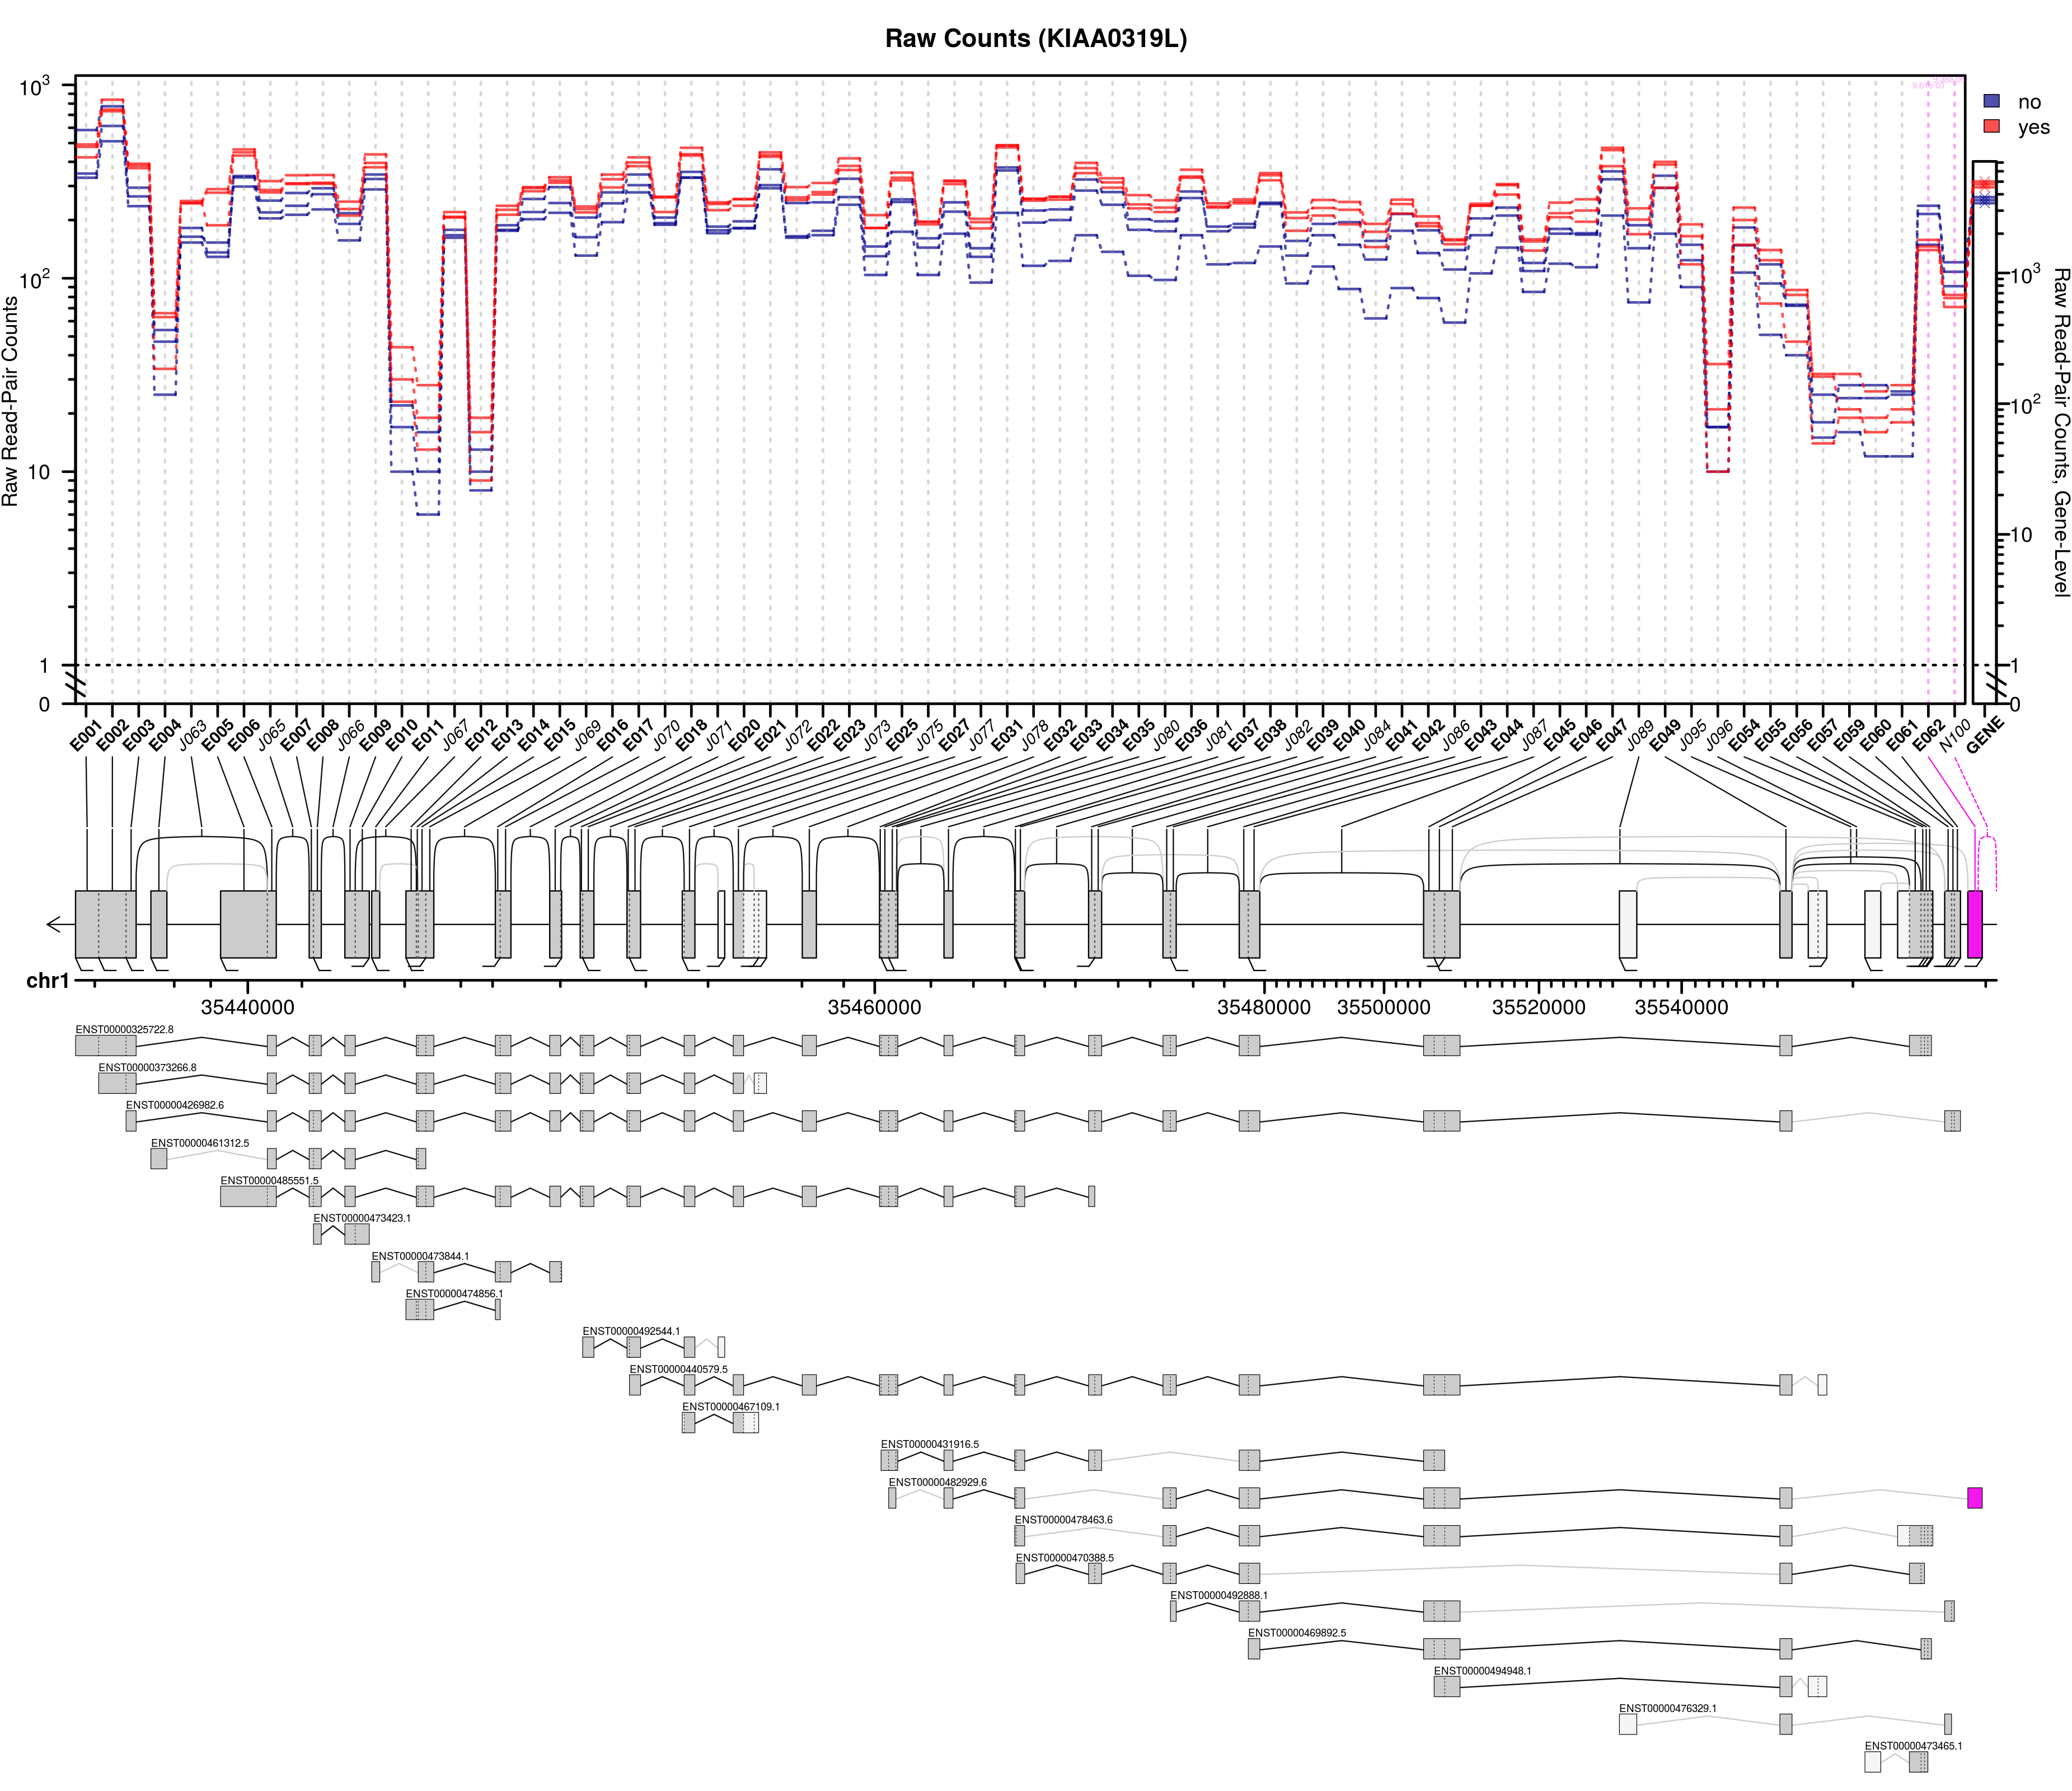 Raw Counts (KIAA0319L)
10³
10²
10
1
0
Raw Read-Pair Counts
no
yes
10³
10²
10
1
0
Raw Read-Pair Counts, Gene-Level
E001 E002 E003 E004 J063 E005 E006 J065 E007 E008 J066 E009 E010 E011 J067 E012 E013 E014 E015 J069 E016 E017 J070 E018 J071 E020 E021 J072 E022 E023 J073 E025 J075 E027 J077 E031 J078 E032 E033 E034 E035 J080 E036 J081 E037 E038 J082 E039 E040 J084 E041 E042 J086 E043 E044 J087 E045 E046 E047 J089 E049 J095 J096 E054 E055 E056 E057 E059 E060 E061 E062 N100 GENE
chr1
35440000 35460000 35480000 35500000 35520000 35540000
ENST00000325722.8
ENST00000373266.8
ENST00000426982.6
ENST00000461312.5
ENST00000485551.5
ENST00000473423.1
ENST00000473844.1
ENST00000474856.1
ENST00000492544.1
ENST00000440579.5
ENST00000467109.1
ENST00000431916.5
ENST00000482929.6
ENST00000478463.6
ENST00000470388.5
ENST00000492888.1
ENST00000469892.5
ENST00000494948.1
ENST00000476329.1
ENST00000473465.1